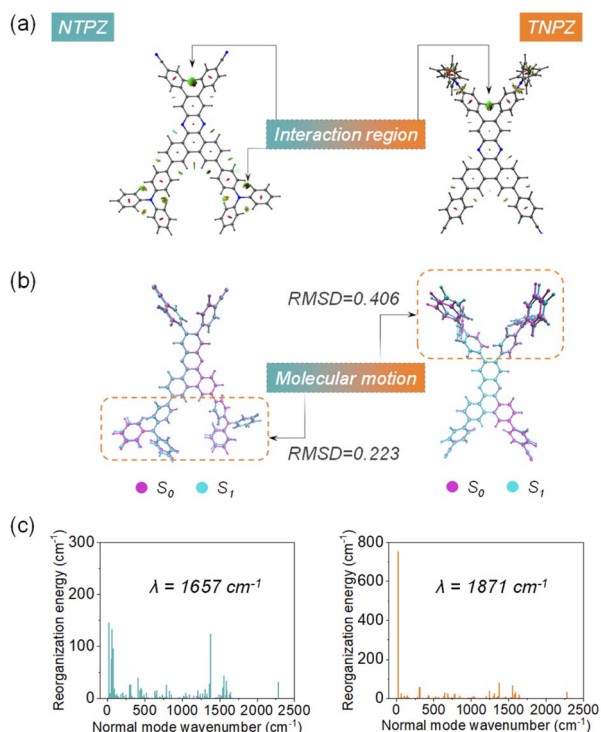 (a)
NTPZ
TNPZ
Interaction region
(b)
RMSD=0.406
Molecular motion
RMSD=0.223
S0 S1
S0 S1
(c)
Reorganization energy (cm-1)
300
200
100
0
λ = 1657 cm-1
0 500 1000 1500 2000 2500
Normal mode wavenumber (cm-1)
Reorganization energy (cm-1)
800
600
400
200
0
λ = 1871 cm-1
0 500 1000 1500 2000 2500
Normal mode wavenumber (cm-1)